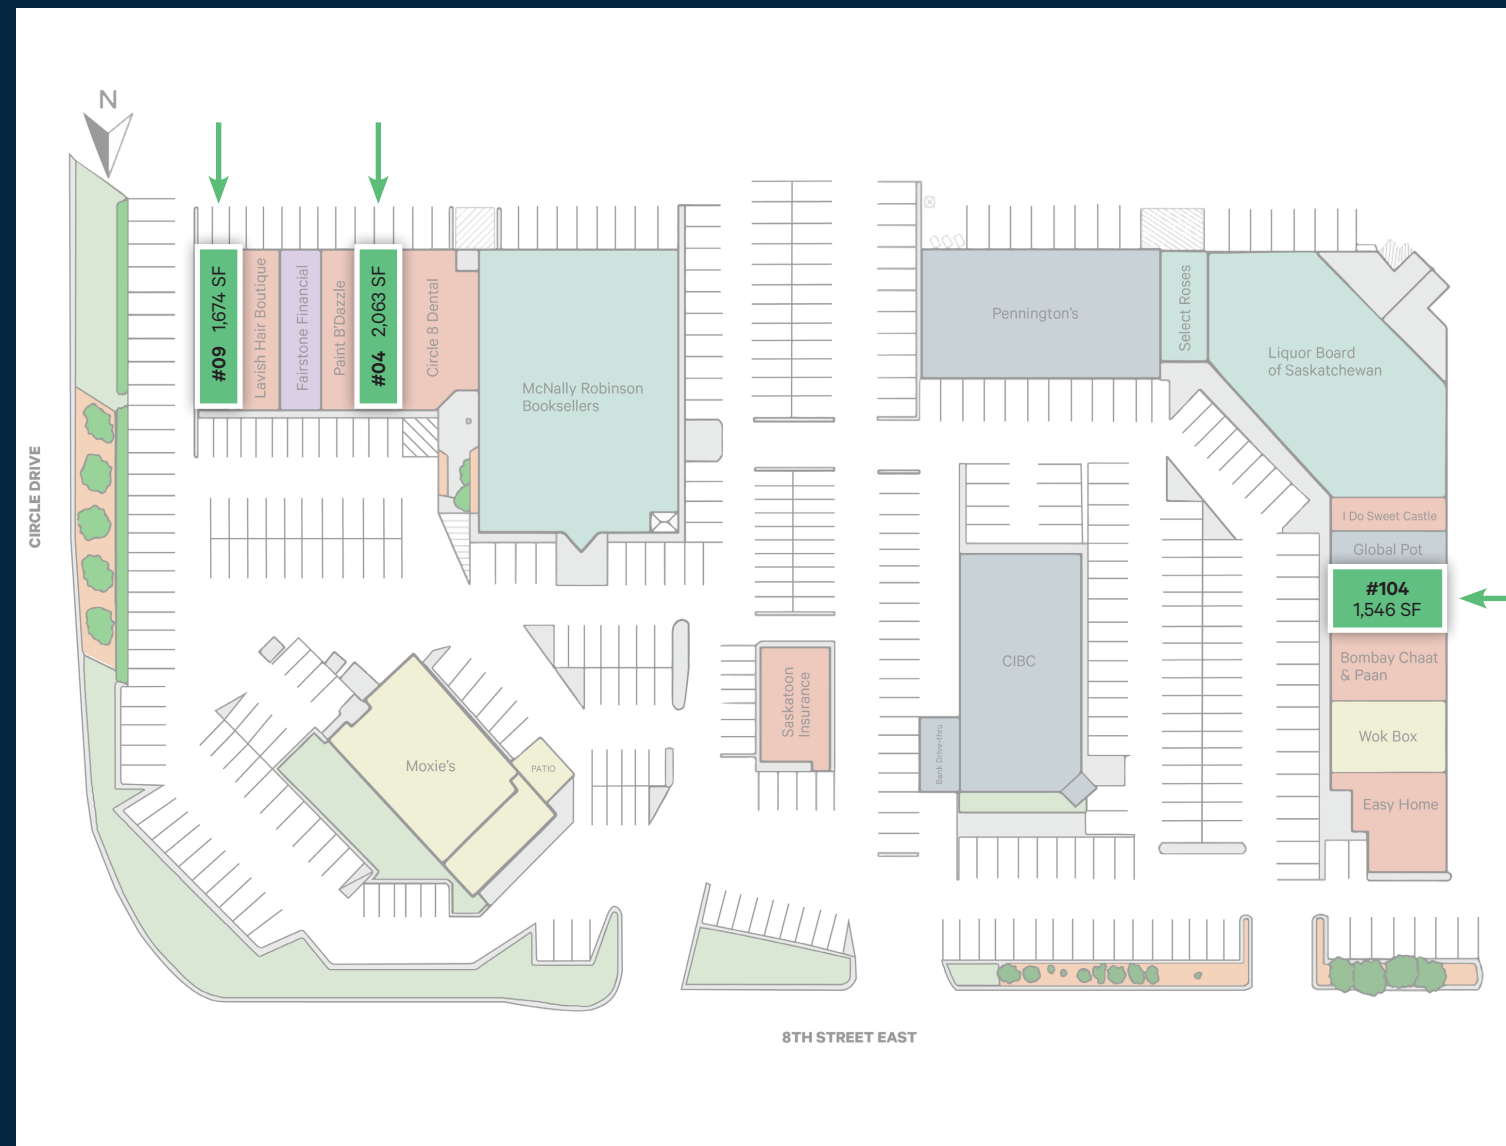 N
CIRCLE DRIVE
#09 1,674 SF
Lavish Hair Boutique
Fairstone Financial
Paint B'Dazzle
#04 2,063 SF
Circle 8 Dental
McNally Robinson
Booksellers
Pennington's
Select Roses
Liquor Board
of Saskatchewan
I Do Sweet Castle
Global Pot
#104
1,546 SF
Bombay Chaat
& Paan
Wok Box
Easy Home
CIBC
Bank Drive-thru
Saskatoon
Insurance
Moxie's
PATIO
8TH STREET EAST